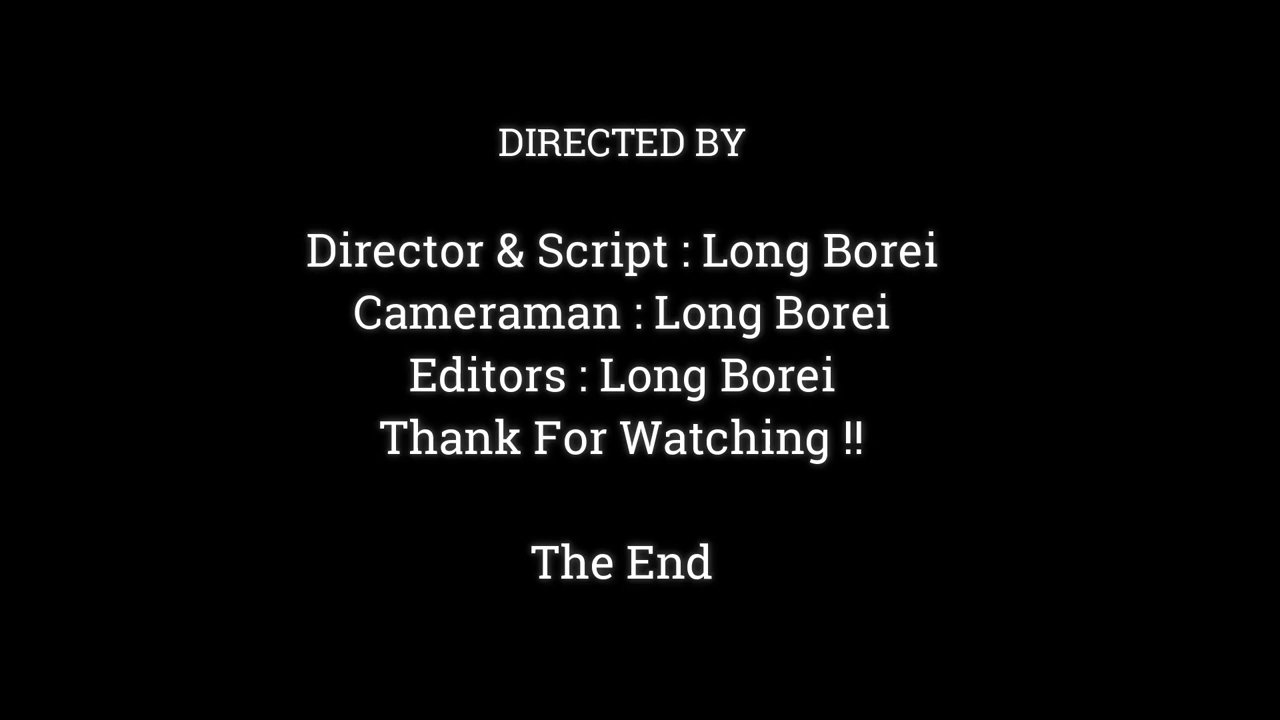 DIRECTED BY
Director & Script : Long Borei
Cameraman : Long Borei
Editors : Long Borei
Thank For Watching !!
The End